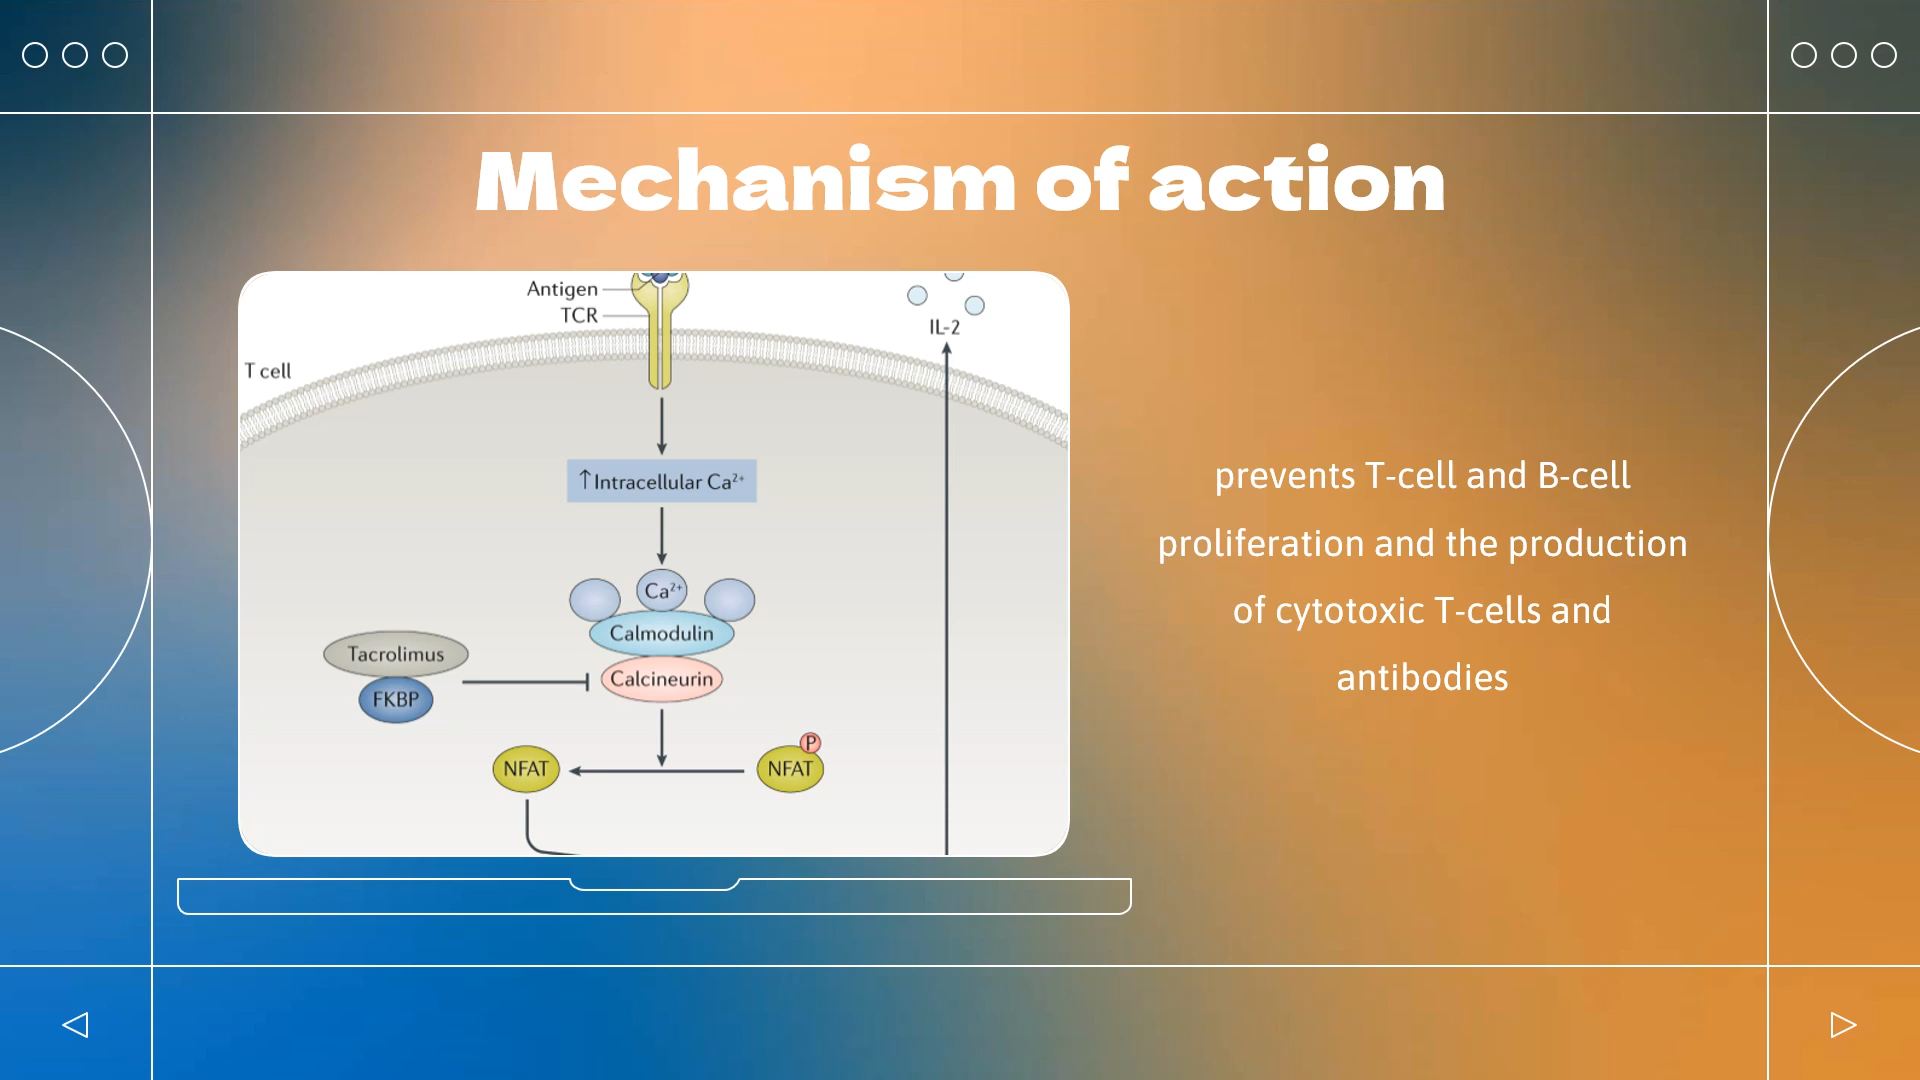 Mechanism of action
Antigen
TCR
IL-2
T cell
↑Intracellular Ca²⁺
Ca²⁺
Calmodulin
Tacrolimus
Calcineurin
FKBP
P
NFAT
NFAT
prevents T-cell and B-cell
proliferation and the production
of cytotoxic T-cells and
antibodies